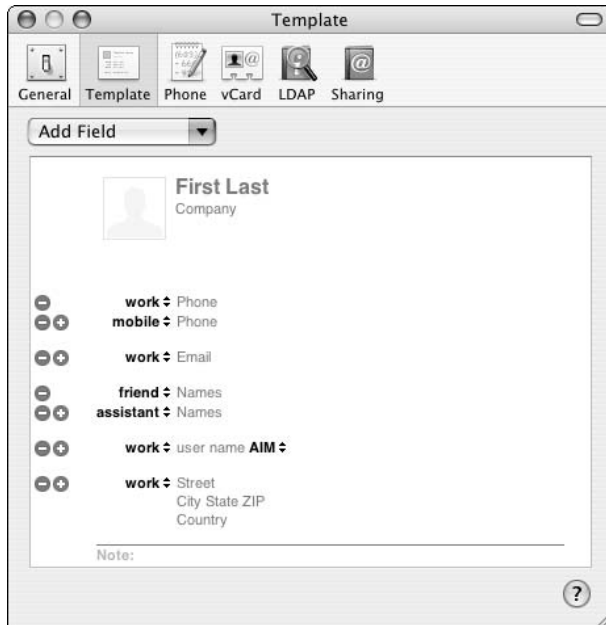 Template
General Template Phone vCard LDAP Sharing
Add Field
First Last
Company
work Phone
mobile Phone
work Email
friend Names
assistant Names
work user name AIM
work Street
City State ZIP
Country
Note:
?